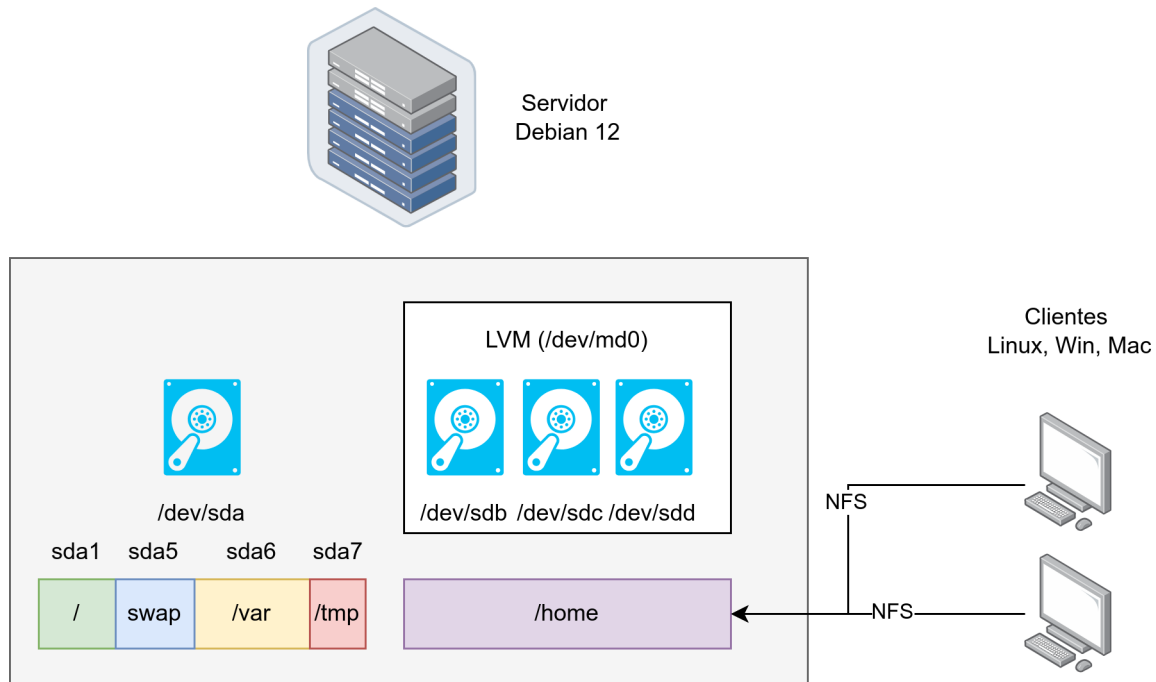 Servidor
Debian 12
LVM (/dev/md0)
Clientes
Linux, Win, Mac
/dev/sda
/dev/sdb /dev/sdc /dev/sdd
NFS
sda1 sda5 sda6 sda7
/ swap /var /tmp
/home
NFS